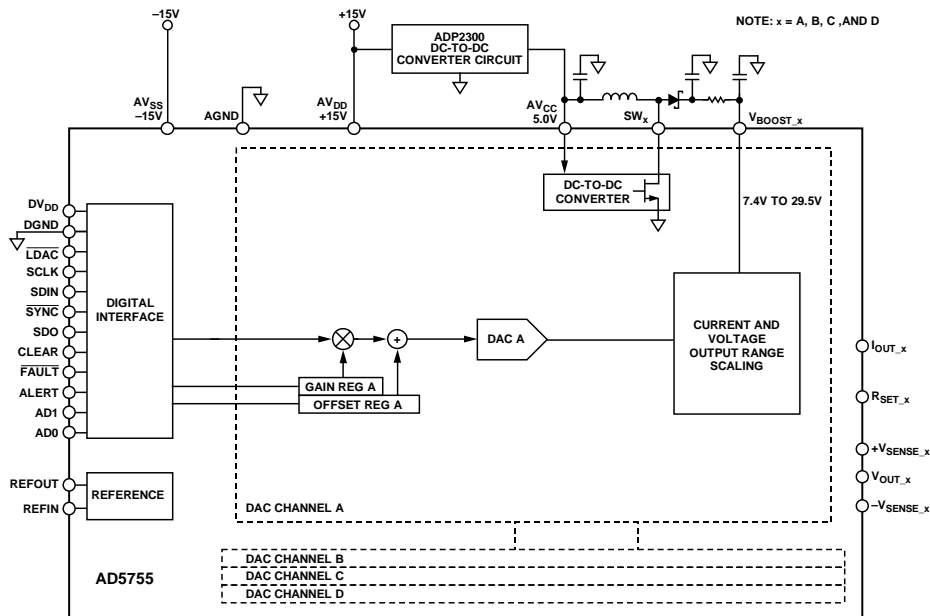 –15V
+15V
NOTE: x = A, B, C ,AND D
ADP2300
DC-TO-DC
CONVERTER CIRCUIT
AVSS
–15V
AGND
AVDD
+15V
AVCC
5.0V
SWx
VBOOST_x
DVDD
DGND
LDAC
SCLK
SDIN
SYNC
SDO
CLEAR
FAULT
ALERT
AD1
AD0
DIGITAL
INTERFACE
DC-TO-DC
CONVERTER
7.4V TO 29.5V
+
DAC A
GAIN REG A
OFFSET REG A
CURRENT AND
VOLTAGE
OUTPUT RANGE
SCALING
IOUT_x
RSET_x
+VSENSE_x
VOUT_x
–VSENSE_x
REFOUT
REFIN
REFERENCE
DAC CHANNEL A
DAC CHANNEL B
DAC CHANNEL C
DAC CHANNEL D
AD5755